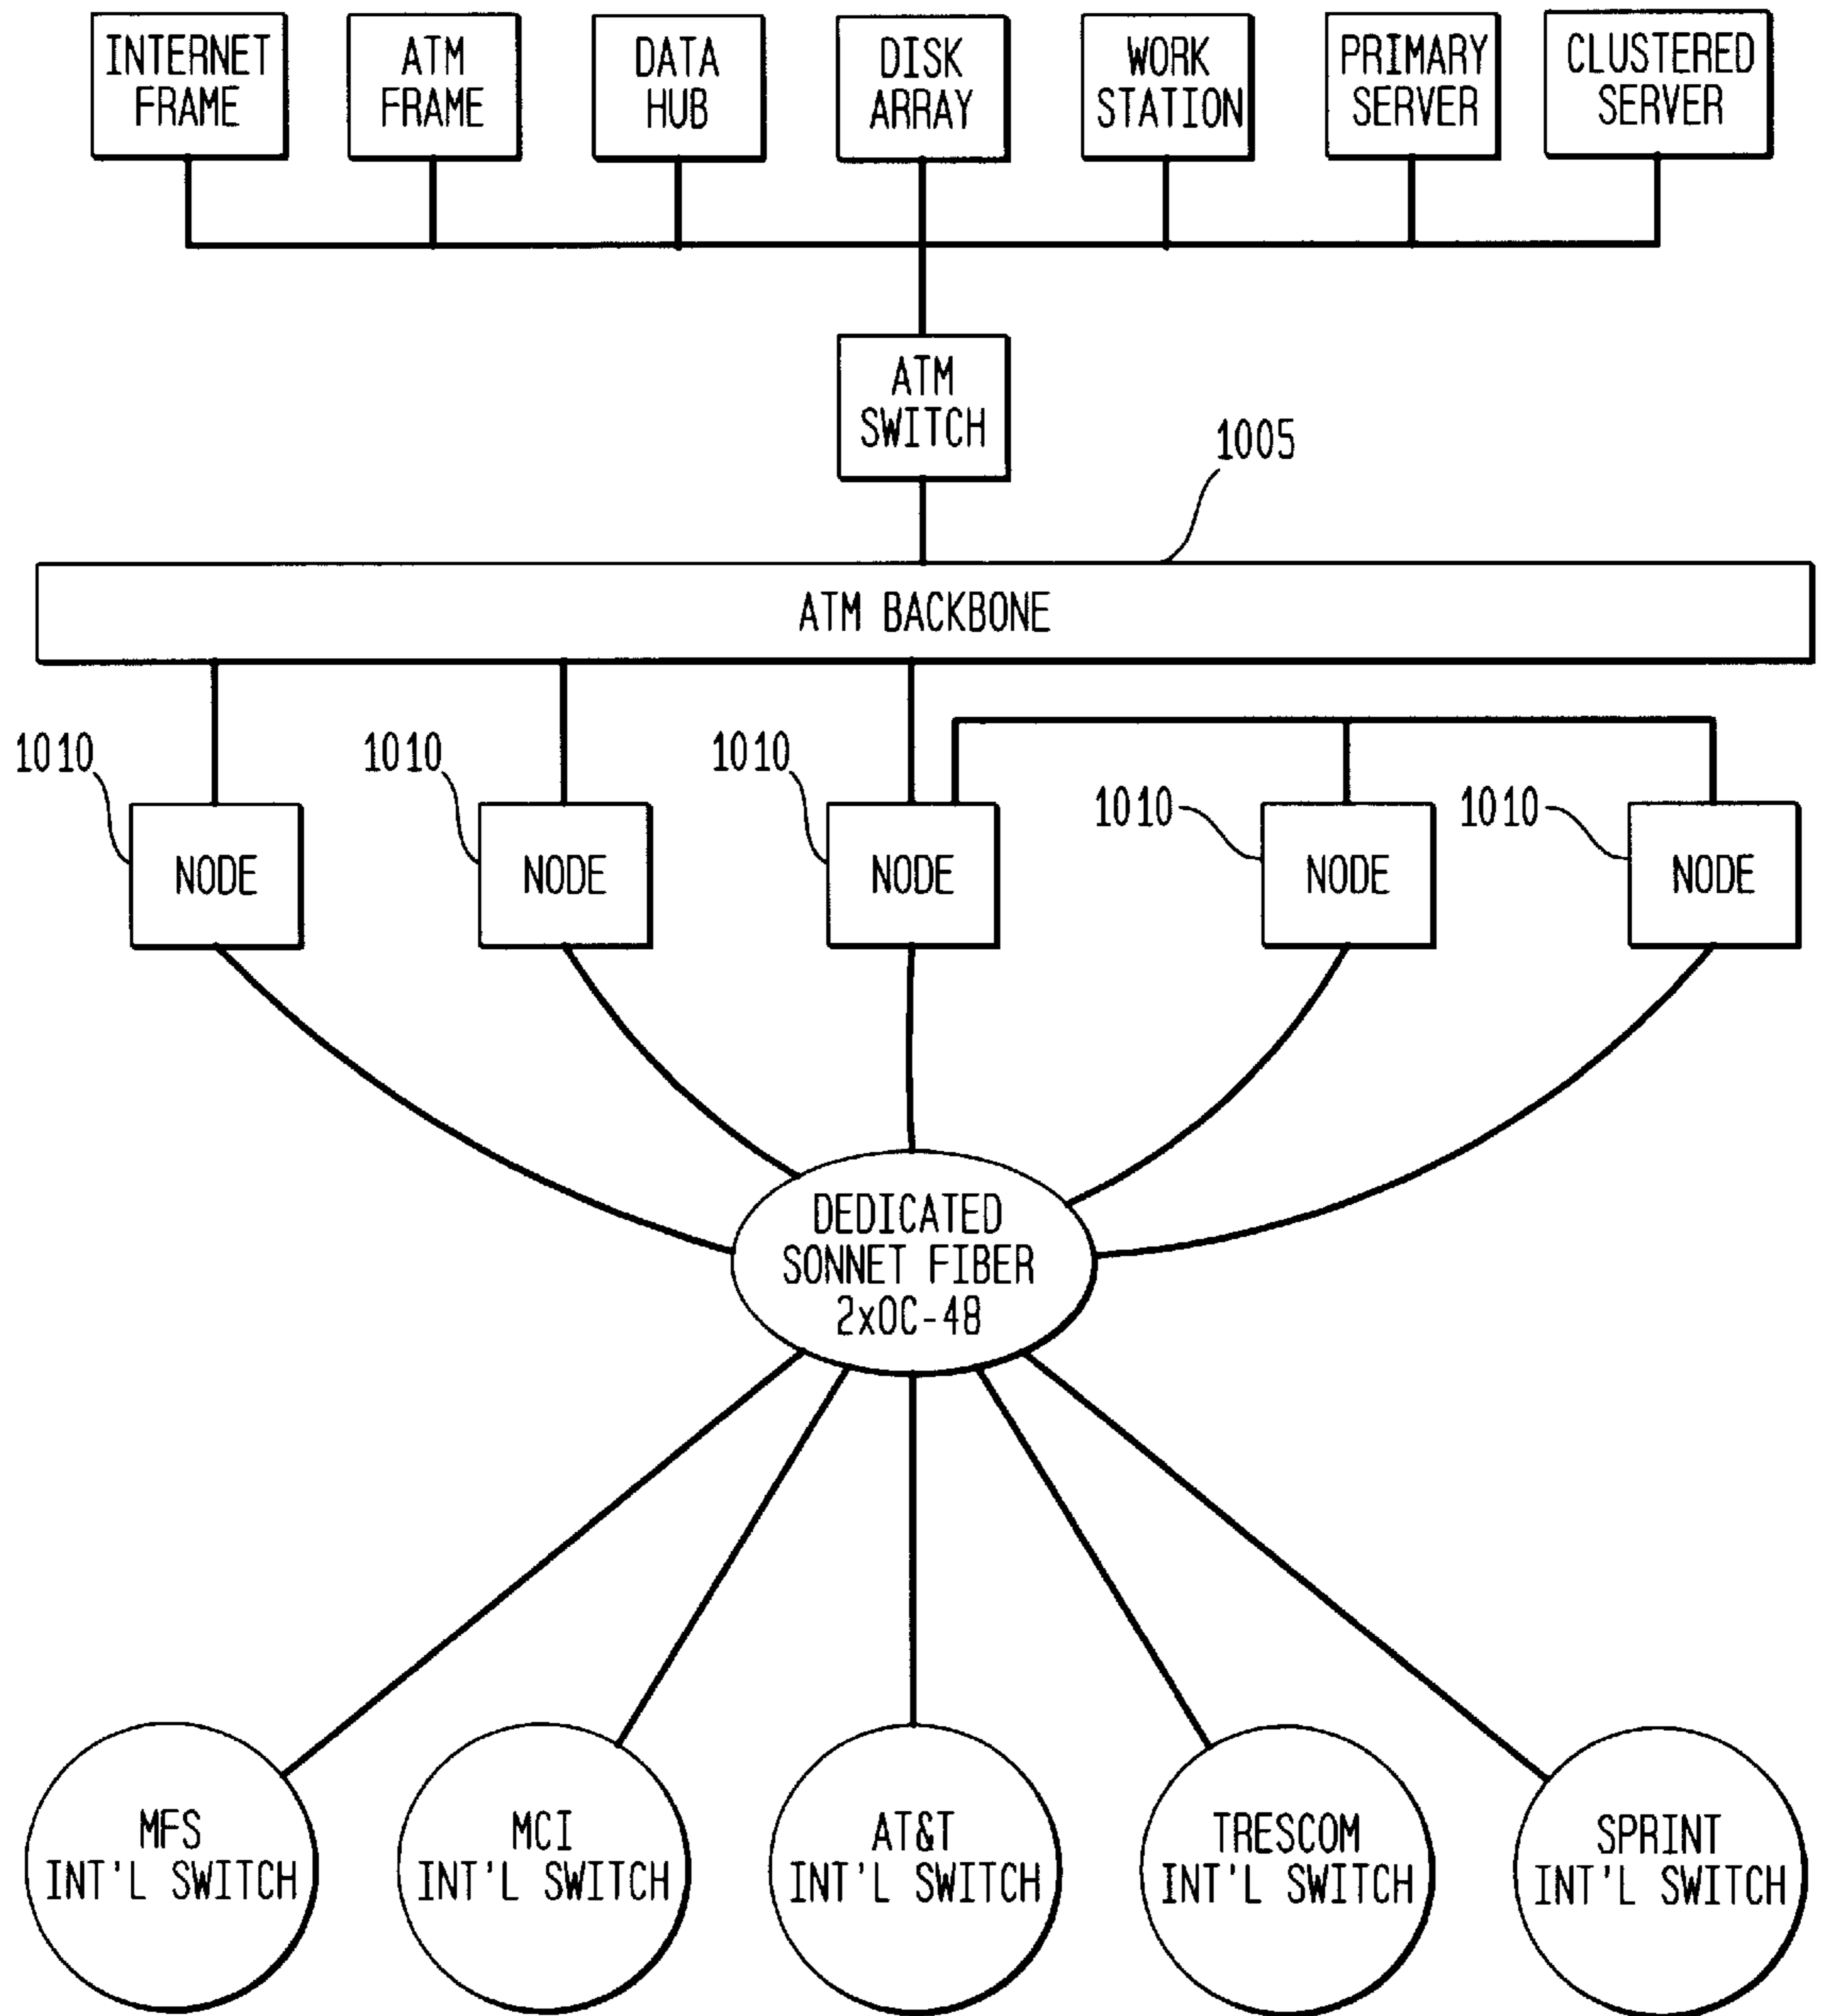 INTERNET
FRAME
ATM
FRAME
DATA
HUB
DISK
ARRAY
WORK
STATION
PRIMARY
SERVER
CLUSTERED
SERVER
ATM
SWITCH
1005
ATM BACKBONE
1010
1010
1010
1010
1010
NODE
NODE
NODE
NODE
NODE
DEDICATED
SONNET FIBER
2xOC-48
MFS
INT'L SWITCH
MCI
INT'L SWITCH
AT&T
INT'L SWITCH
TRESCOM
INT'L SWITCH
SPRINT
INT'L SWITCH